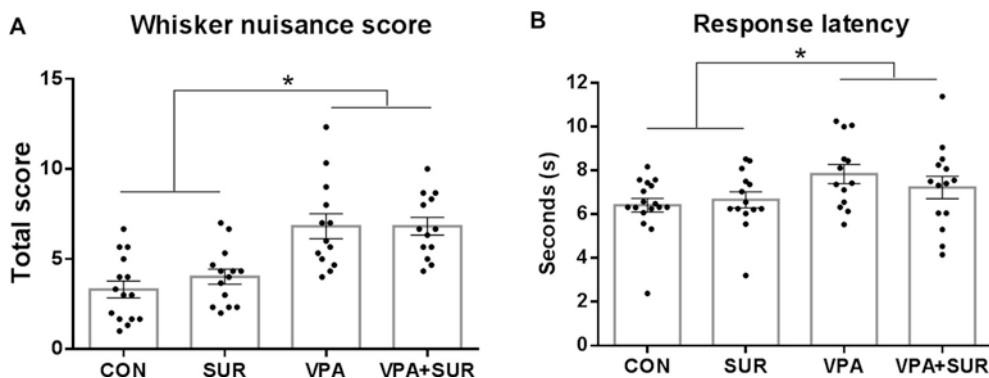 A
Whisker nuisance score
*
Total score
15
10
5
0
CON SUR VPA VPA+SUR
B
Response latency
*
Seconds (s)
12
10
8
6
4
2
0
CON SUR VPA VPA+SUR